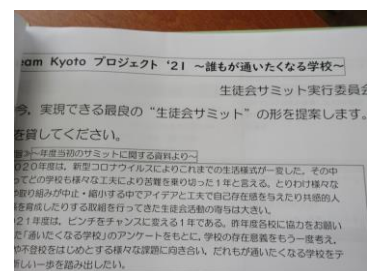 eam Kyoto プロジェクト '21 ～誰もが通いたくなる学校～
生徒会サミット実行委員会
今、実現できる最良の“生徒会サミット”の形を提案します。
を貸してください。
～年度当初のサミットに関する資料より～
020年度は、新型コロナウイルスによりこれまでの生活様式が一変した。その中
ってどの学校も様々な工夫により苦難を乗り切った1年と言える。とりわけ様々な
や取り組みが中止・縮小する中でアイデアと工夫で自己存在感を与えたり共感的人
係を育成したりする取組を行ってきた生徒会活動の寄与は大きい。
021年度は、ピンチをチャンスに変える1年である。昨年度各校に協力をお願い
た「通いたくなる学校」のアンケートをもとに、学校の存在意義をもう一度考え、
や不登校をはじめとする様々な課題に向き合い、だれもが通いたくなる学校をテ
新しい一歩を踏み出したい。